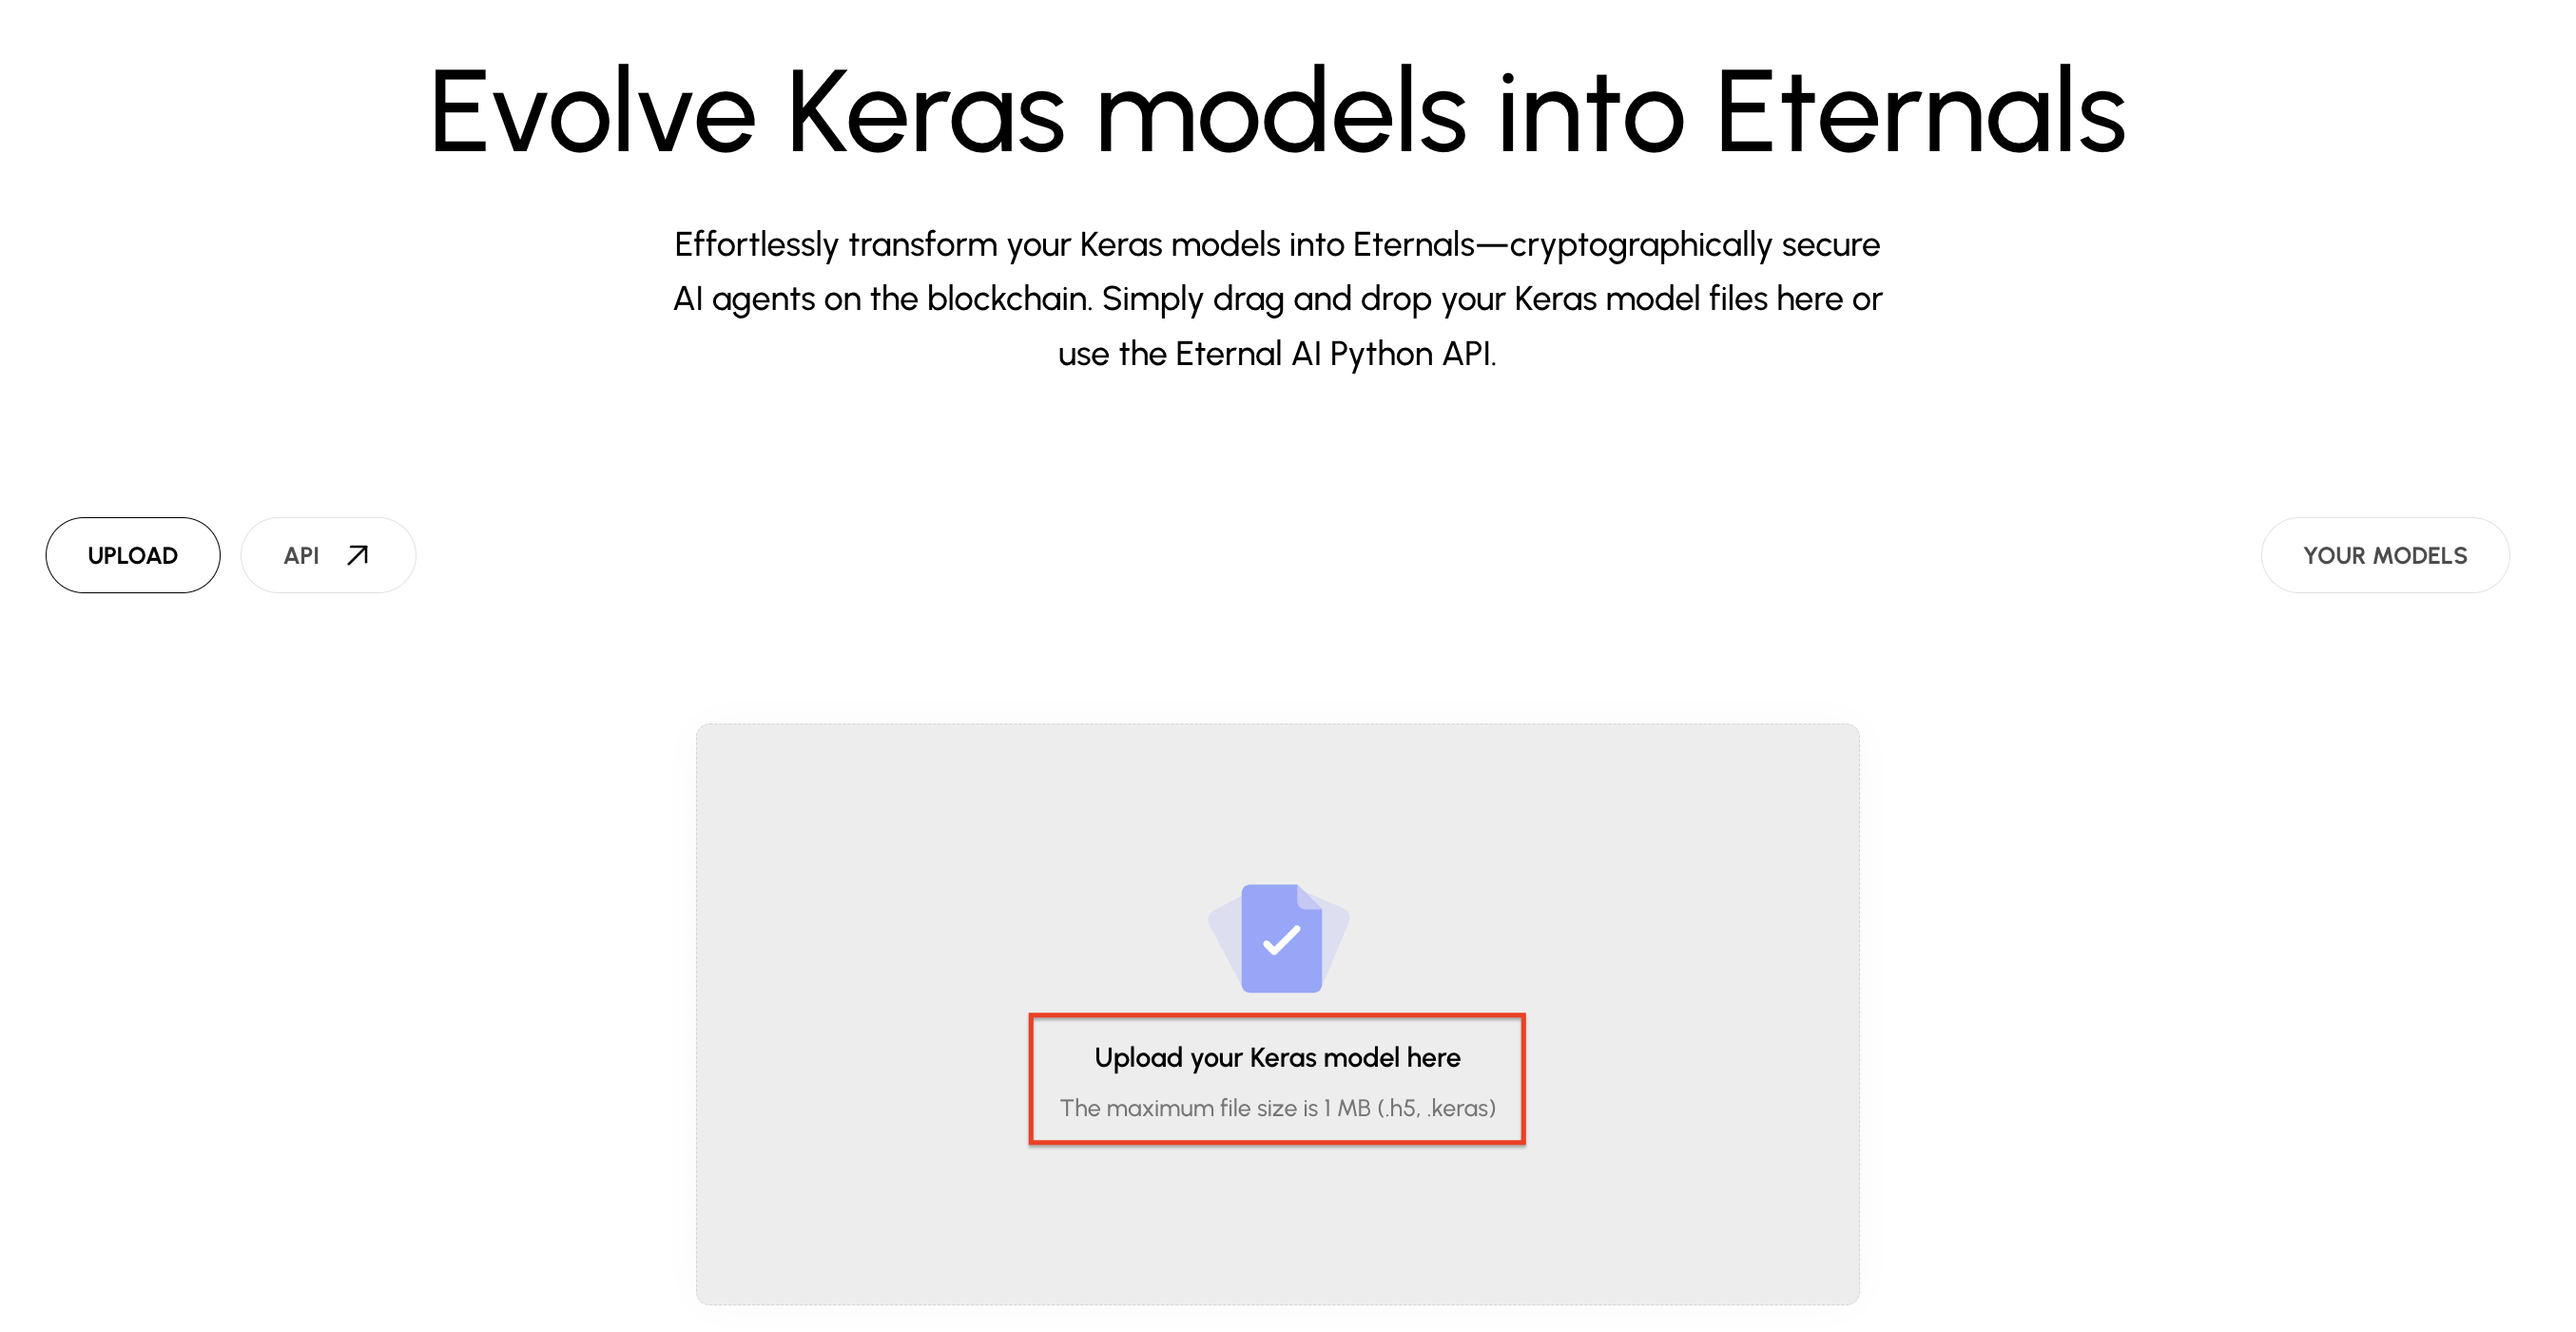 Evolve Keras models into Eternals
Effortlessly transform your Keras models into Eternals—cryptographically secure
AI agents on the blockchain. Simply drag and drop your Keras model files here or
use the Eternal AI Python API.
UPLOAD
API
YOUR MODELS
Upload your Keras model here
The maximum file size is 1 MB (.h5, .keras)